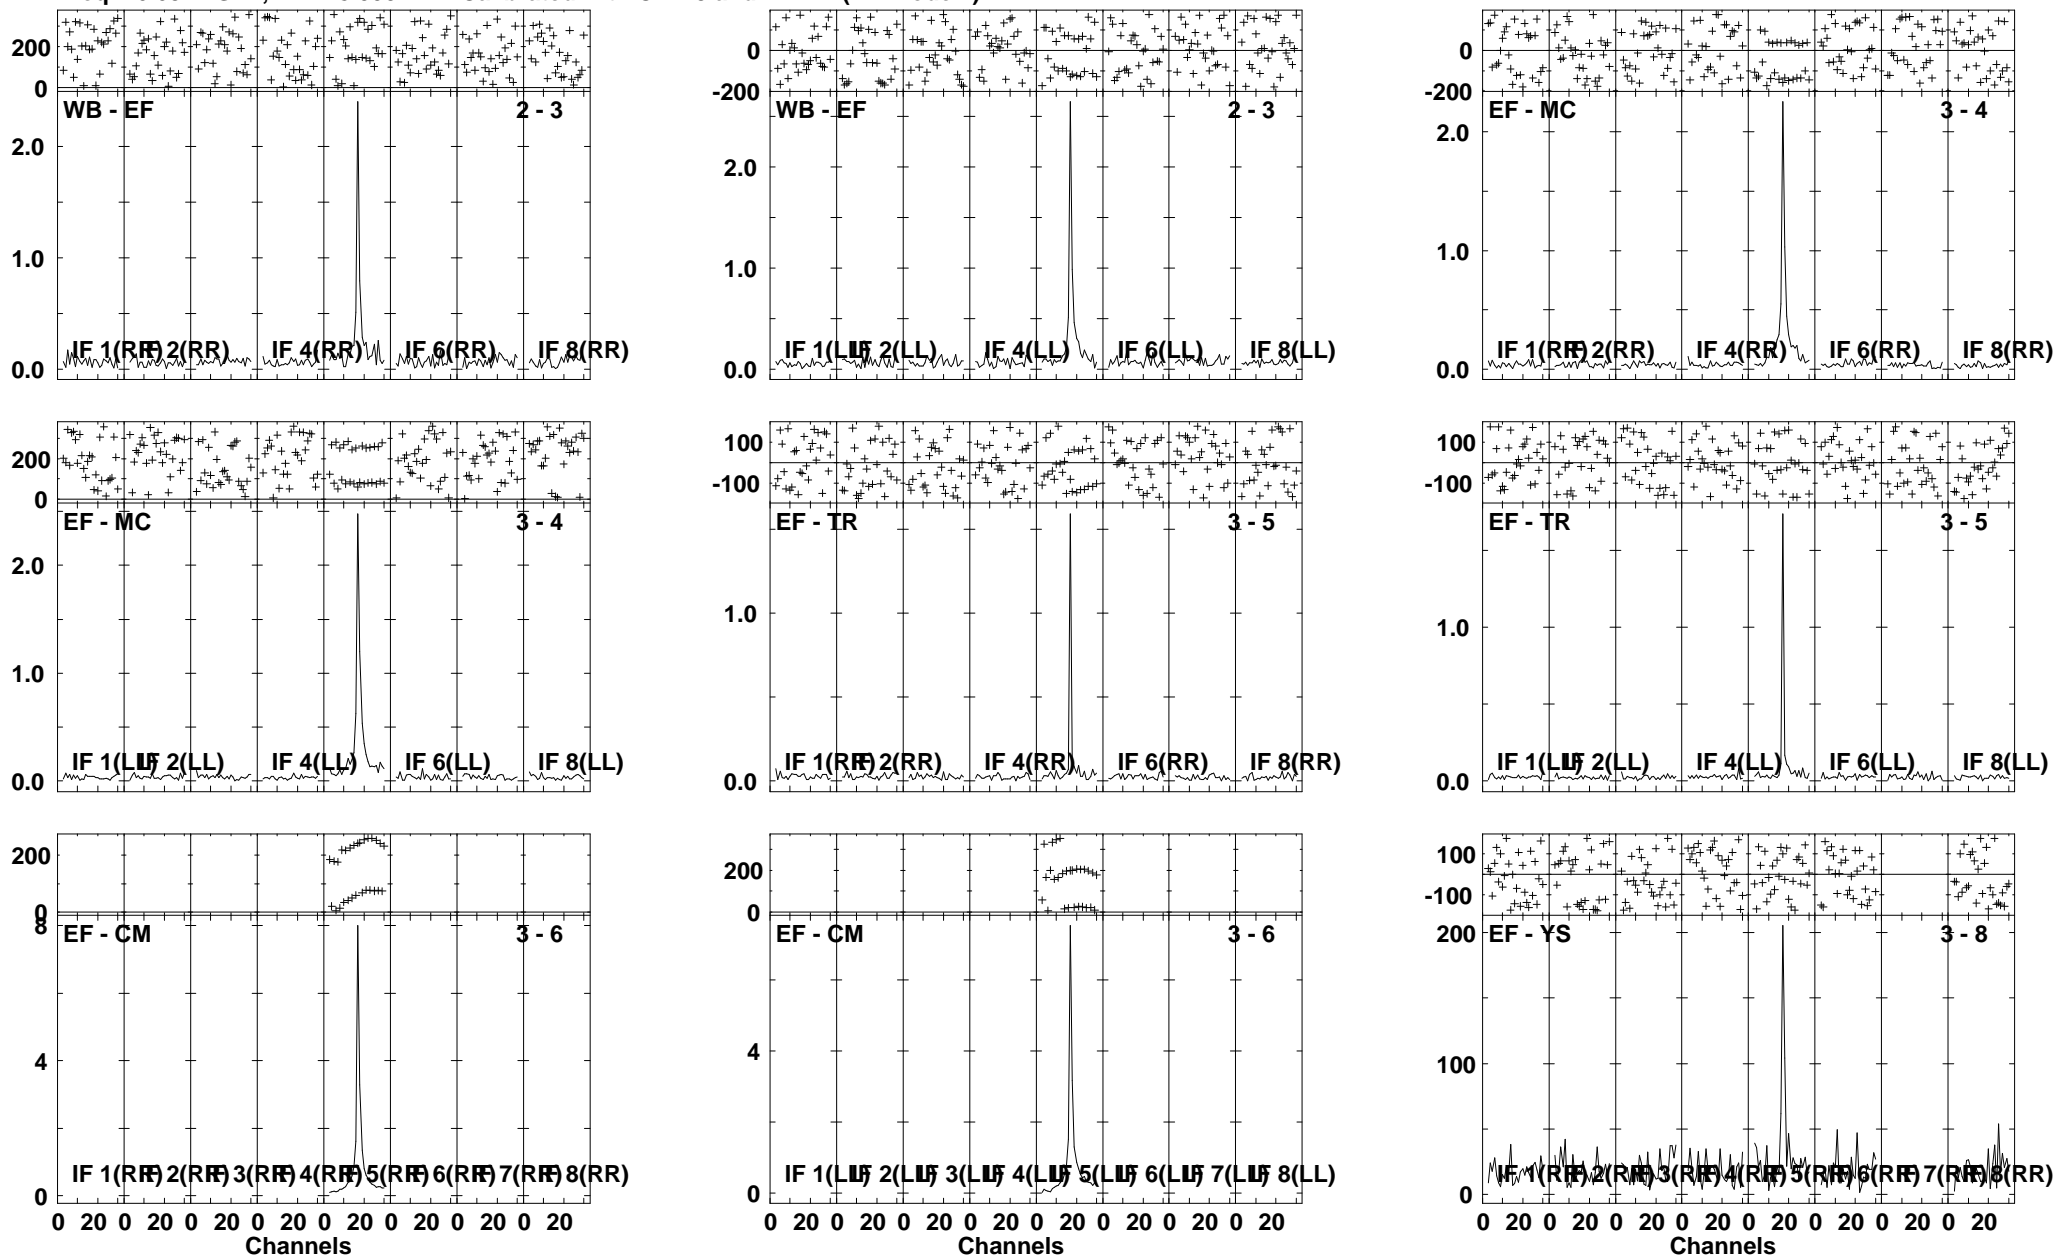 200
0
WB - EF 2 - 3
2.0
1.0
0.0
IF 1(RR) IF 2(RR) IF 4(RR) IF 6(RR) IF 8(RR)
0
-200
WB - EF 2 - 3
2.0
1.0
0.0
IF 1(LL) IF 2(LL) IF 4(LL) IF 6(LL) IF 8(LL)
0
-200
EF - MC 3 - 4
2.0
1.0
0.0
IF 1(RR) IF 2(RR) IF 4(RR) IF 6(RR) IF 8(RR)
200
0
EF - MC 3 - 4
2.0
1.0
0.0
IF 1(LL) IF 2(LL) IF 4(LL) IF 6(LL) IF 8(LL)
100
-100
EF - TR 3 - 5
1.0
0.0
IF 1(RR) IF 2(RR) IF 4(RR) IF 6(RR) IF 8(RR)
100
-100
EF - TR 3 - 5
1.0
0.0
IF 1(LL) IF 2(LL) IF 4(LL) IF 6(LL) IF 8(LL)
200
0
8
EF - CM 3 - 6
4
0
IF 1(RR) IF 2(RR) IF 3(RR) IF 4(RR) IF 5(RR) IF 6(RR) IF 7(RR) IF 8(RR)
0 20 0 20 0 20 0 20 0 20 0 20 0 20 0 20
Channels
200
0
EF - CM 3 - 6
4
0
IF 1(LL) IF 2(LL) IF 3(LL) IF 4(LL) IF 5(LL) IF 6(LL) IF 7(LL) IF 8(LL)
0 20 0 20 0 20 0 20 0 20 0 20 0 20 0 20
Channels
100
-100
EF - YS 3 - 8
200
100
0
IF 1(RR) IF 2(RR) IF 3(RR) IF 4(RR) IF 5(RR) IF 6(RR) IF 7(RR) IF 8(RR)
0 20 0 20 0 20 0 20 0 20 0 20 0 20 0 20
Channels